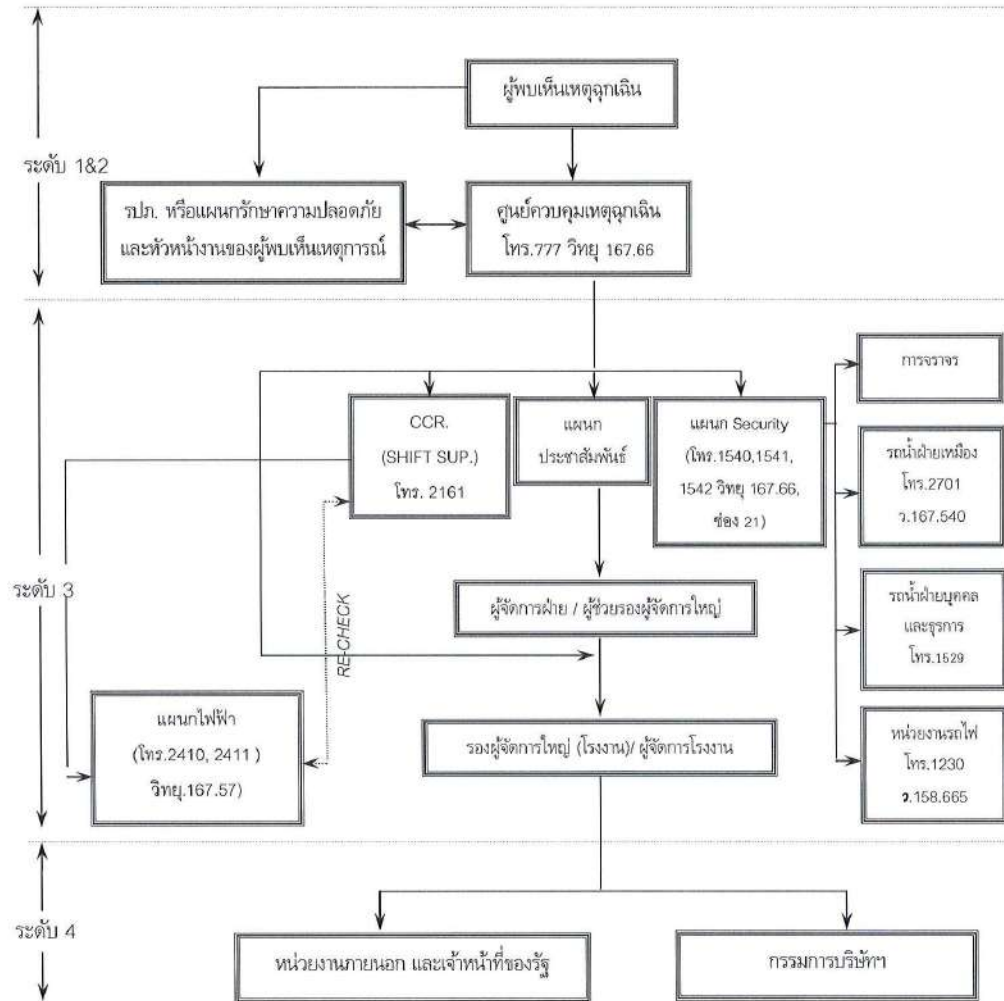 ผู้พบเห็นเหตุฉุกเฉิน
ระดับ 1&2
รปภ. หรือแผนกรักษาความปลอดภัย
และหัวหน้างานของผู้พบเห็นเหตุการณ์
ศูนย์ควบคุมเหตุฉุกเฉิน
โทร.777 วิทยุ 167.66
การจราจร
CCR.
(SHIFT SUP.)
โทร. 2161
แผนก
ประชาสัมพันธ์
แผนก Security
(โทร.1540,1541,
1542 วิทยุ 167.66,
ช่อง 21)
รถน้ำฝ่ายเหมือง
โทร.2701
ว.167.540
ระดับ 3
RE-CHECK
ผู้จัดการฝ่าย / ผู้ช่วยรองผู้จัดการใหญ่
รถน้ำฝ่ายบุคคล
และธุรการ
โทร.1529
แผนกไฟฟ้า
(โทร.2410, 2411 )
วิทยุ.167.57)
รองผู้จัดการใหญ่ (โรงงาน)/ ผู้จัดการโรงงาน
หน่วยงานรถไฟ
โทร.1230
ว.158.665
ระดับ 4
หน่วยงานภายนอก และเจ้าหน้าที่ของรัฐ
กรรมการบริษัทฯ